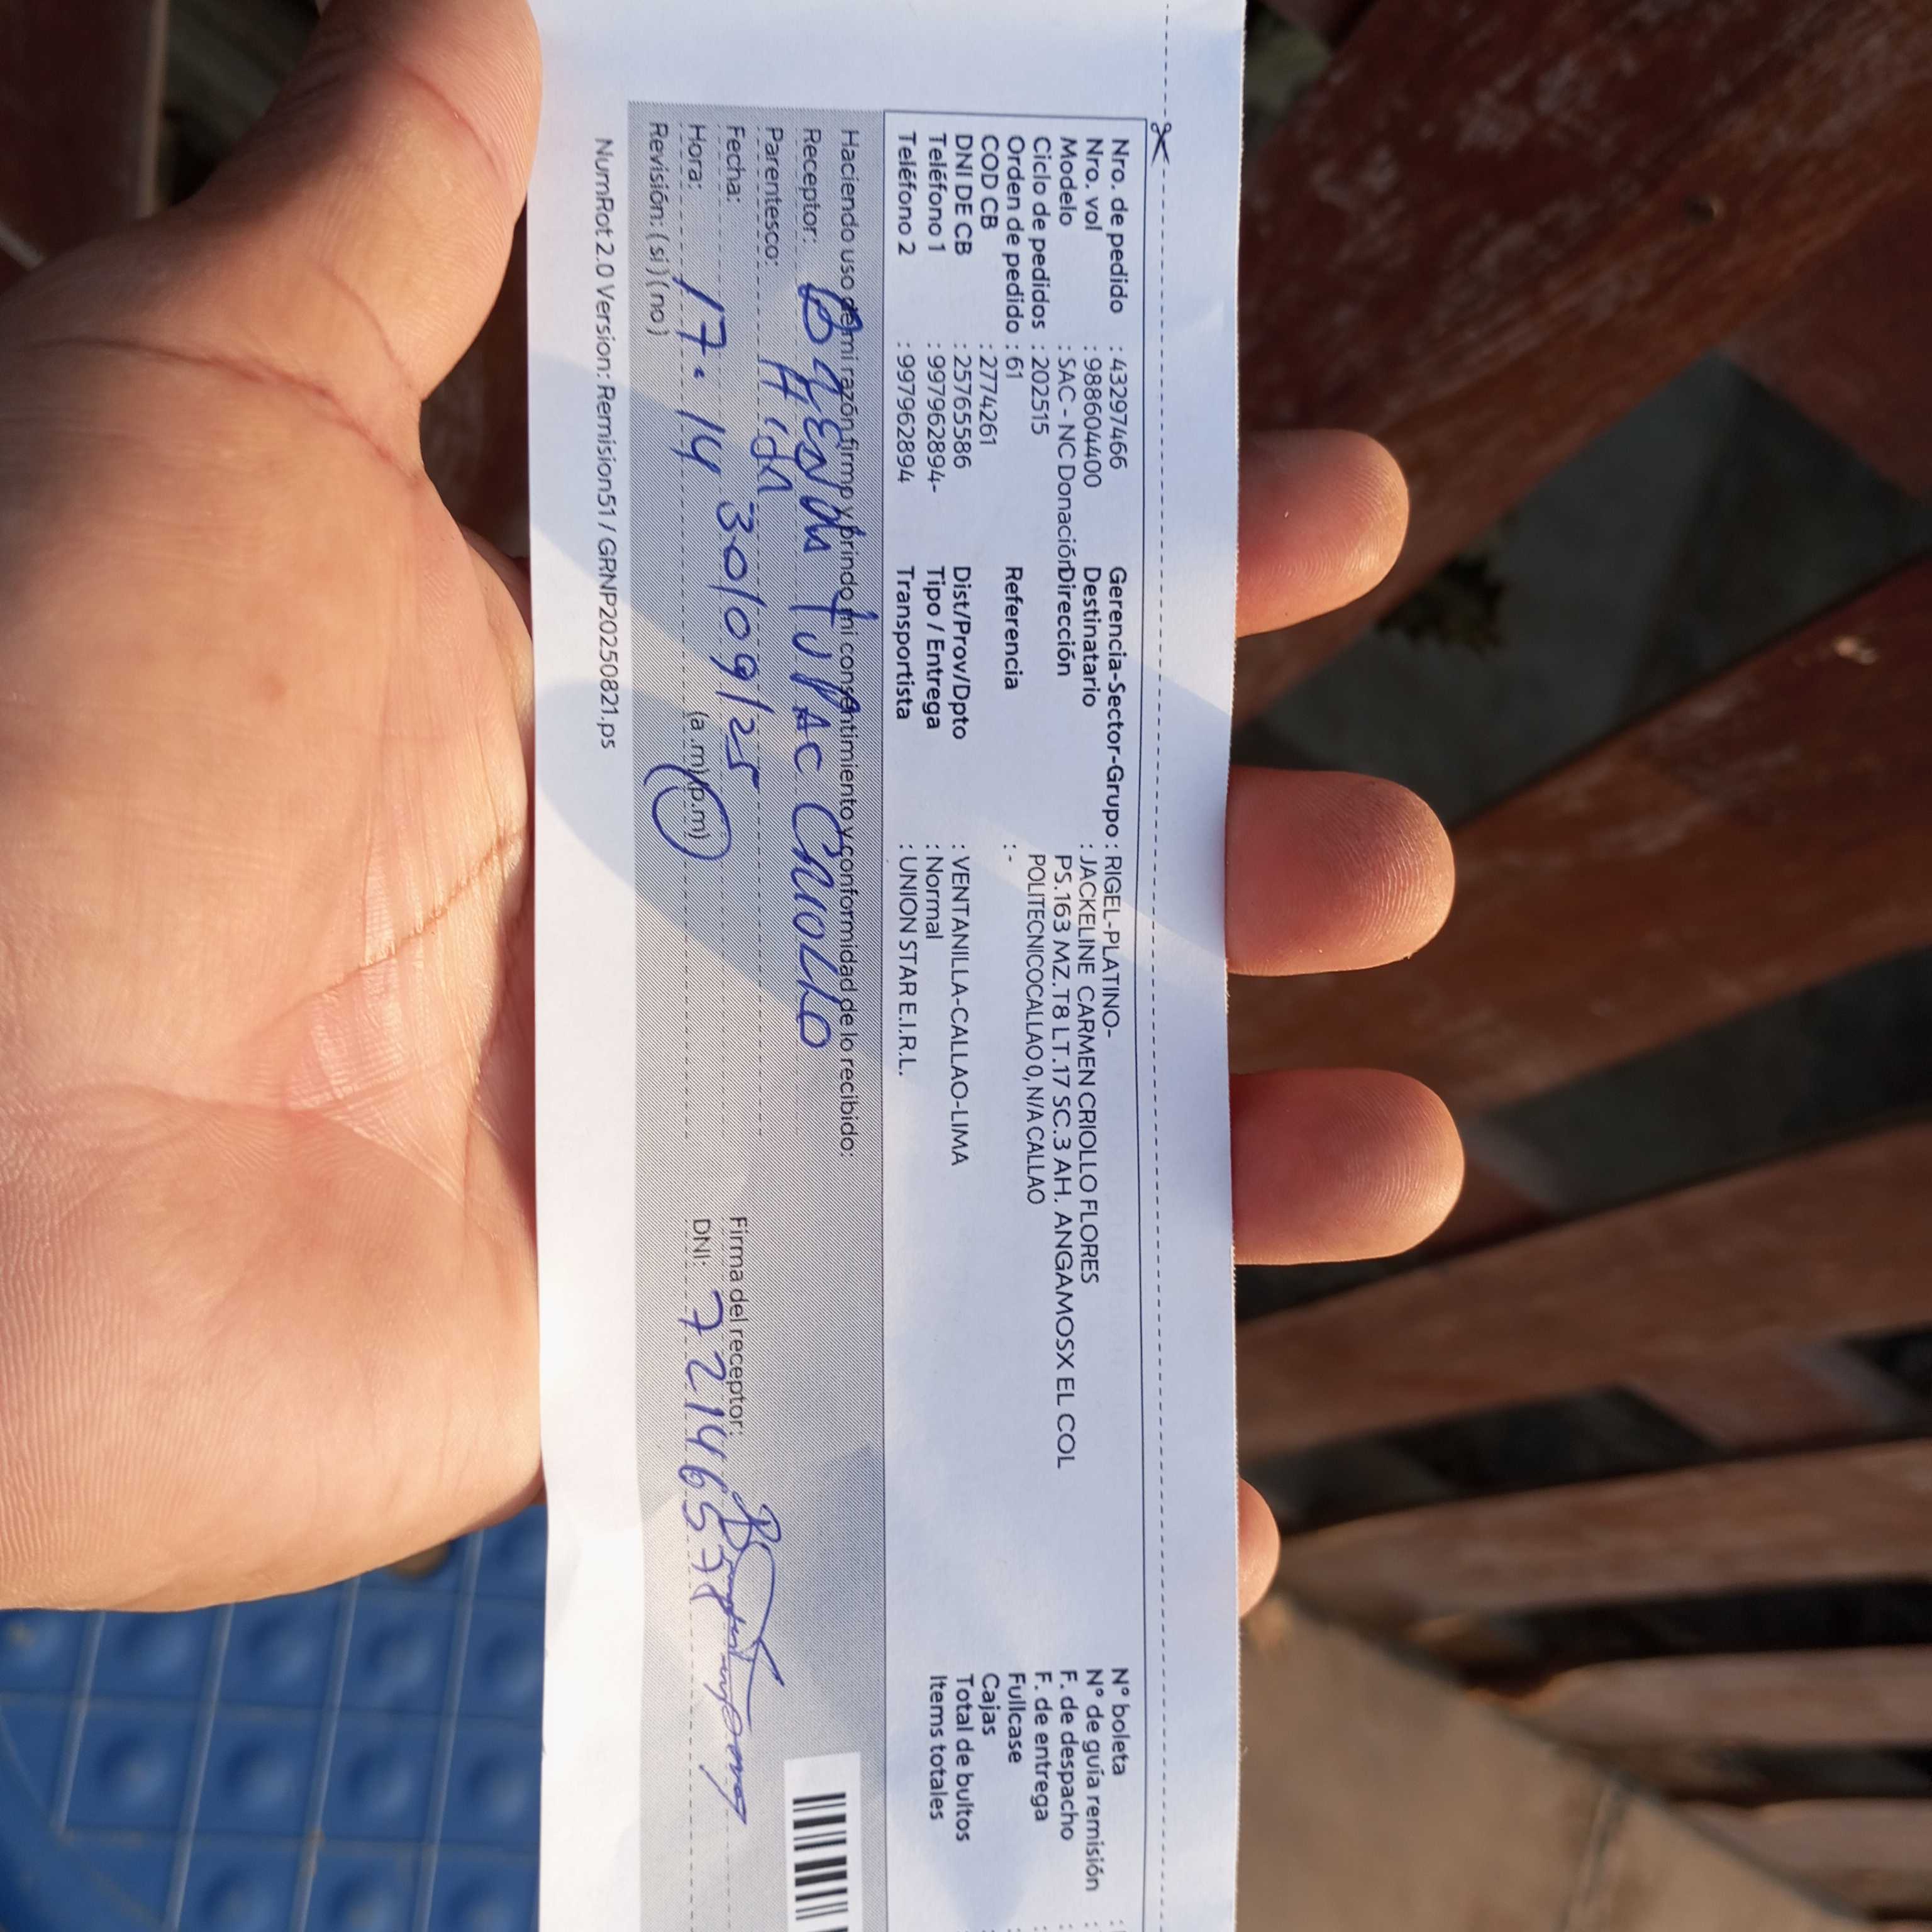 Nro. de pedido : 43297466 Gerencia-Sector-Grupo : RIGEL-PLATINO- N° boleta :
Nro. vol : 988604400 Destinatario : JACKELINE CARMEN CRIOLLO FLORES N° de guía remisión :
Modelo : SAC - NC Donación Dirección PS.163 MZ.T8 LT.17 SC.3 AH. ANGAMOSX EL COL F. de despacho :
Ciclo de pedidos : 202515 POLITECNICOCALLAO 0, N/A CALLAO F. de entrega :
Orden de pedido : 61 Referencia : - Fullcase :
COD CB : 2774261 Cajas :
DNI DE CB : 25765586 Dist/Prov/Dpto : VENTANILLA-CALLAO-LIMA Total de bultos
Teléfono 1 : 997962894- Tipo / Entrega : Normal Items totales
Teléfono 2 : 997962894 Transportista : UNION STAR E.I.R.L.
Haciendo uso de mi razón firmo y brindo mi consentimiento y conformidad de lo recibido:
Receptor: TUPAC CRIOLLO
Parentesco:
Fecha: 30/09/25 Firma del receptor:
Hora: 17.14 (a.m)(p.m) DNI: 72146578
Revisión: (si) (no)
NumRot 2.0 Version: Remision51 / GRNP20250821.ps